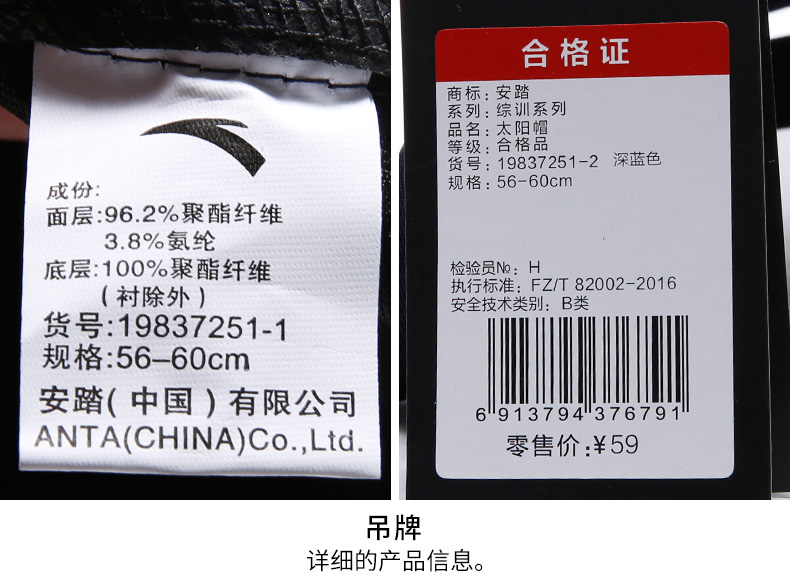 成份:
面层:96.2%聚酯纤维
3.8%氨纶
底层:100%聚酯纤维
(衬除外)
货号:19837251-1
规格:56-60cm
安踏(中国)有限公司
ANTA(CHINA)Co.,Ltd.
合格证
商标:安踏
系列:综训系列
品名:太阳帽
等级:合格品
货号:19837251-2 深蓝色
规格:56-60cm
检验员№:H
执行标准:FZ/T 82002-2016
安全技术类别:B类
6 913794 376791
零售价:¥59
吊牌
详细的产品信息。